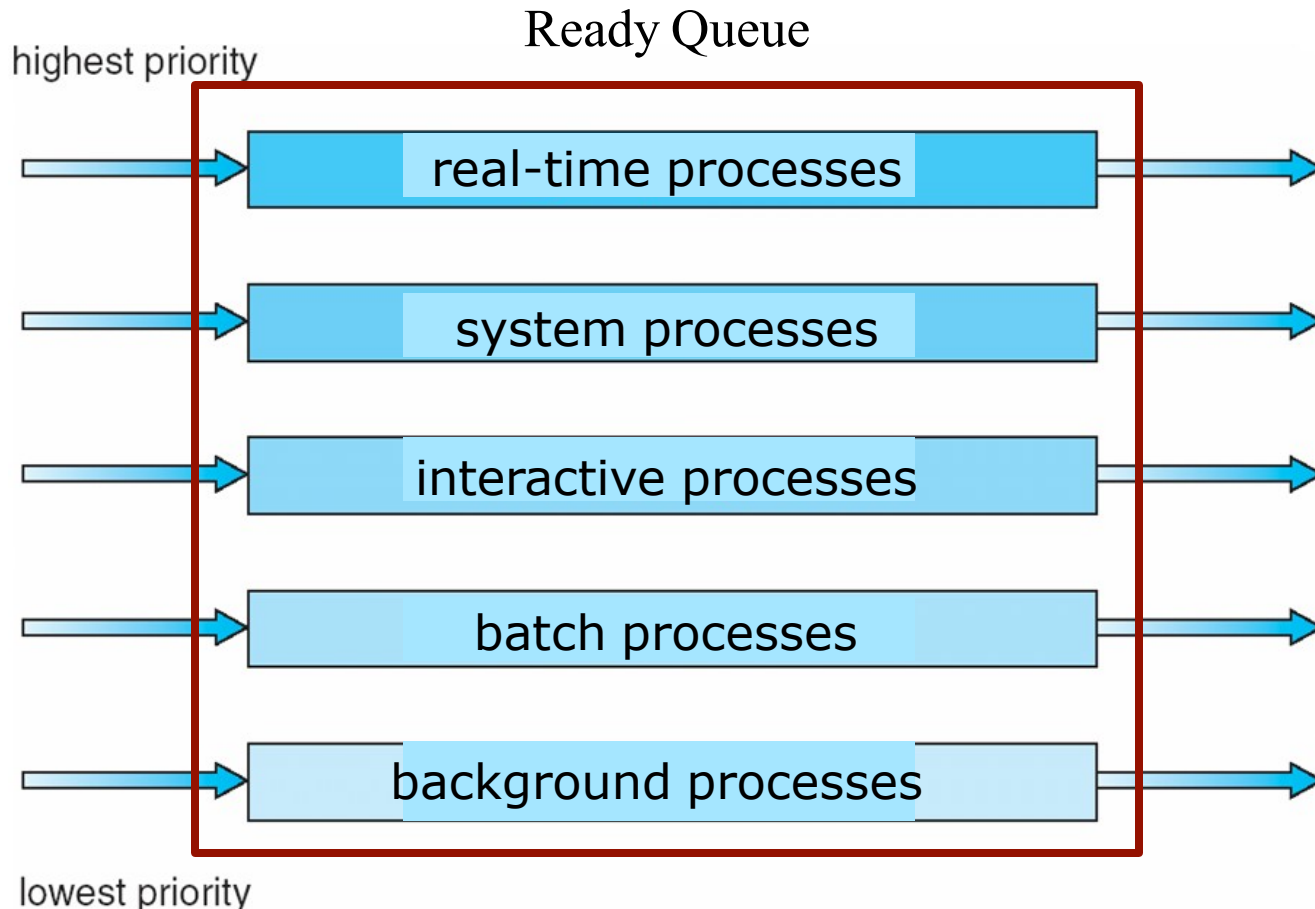 Ready Queue
highest priority
real-time processes
system processes
interactive processes
batch processes
background processes
lowest priority